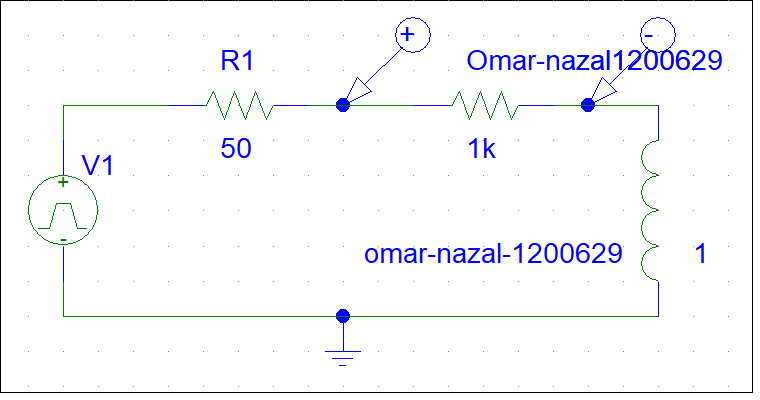 +
-
R1
Omar-nazal1200629
50
1k
V1
+
-
omar-nazal-1200629
1